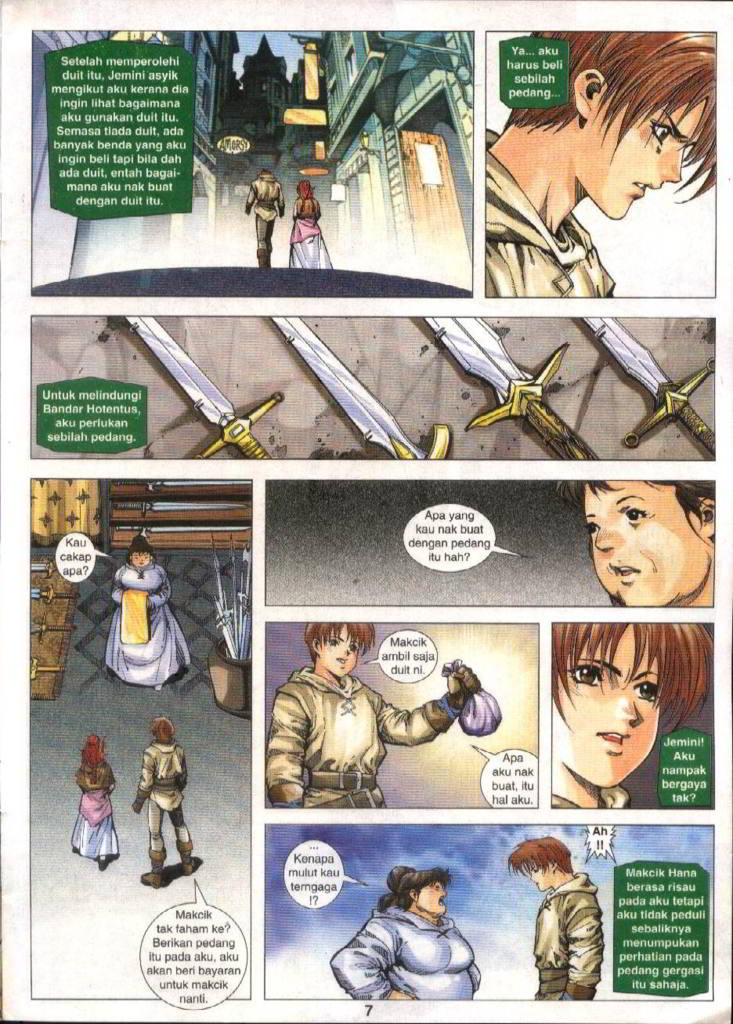 Setelah memperolehi
duit itu, Jemini asyik
mengikut aku kerana dia
ingin lihat bagaimana
aku gunakan duit itu.
Semasa tiada duit, ada
banyak benda yang aku
ingin beli tapi bila dah
ada duit, entah bagai-
mana aku nak buat
dengan duit itu.
AMORSY
Ya... aku
harus beli
sebilah
pedang...
Untuk melindungi
Bandar Hotentus,
aku perlukan
sebilah pedang.
Kau
cakap
apa?
Makcik
tak faham ke?
Berikan pedang
itu pada aku, aku
akan beri bayaran
untuk makcik
nanti.
Apa yang
kau nak buat
dengan pedang
itu hah?
Makcik
ambil saja
duit ni.
Apa
aku nak
buat, itu
hal aku.
Jemini!
Aku
nampak
bergaya
tak?
...
Kenapa
mulut kau
ternganga
!?
Ah
!!
Makcik Hana
berasa risau
pada aku tetapi
aku tidak peduli
sebaliknya
menumpukan
perhatian pada
pedang gergasi
itu sahaja.
7